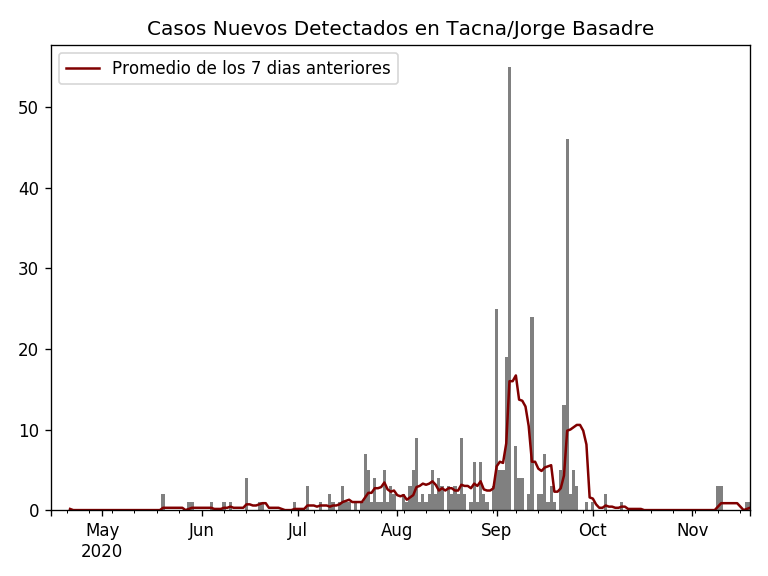 Casos Nuevos Detectados en Tacna/Jorge Basadre
Promedio de los 7 dias anteriores
50
40
30
20
10
0
May Jun Jul Aug Sep Oct Nov
2020